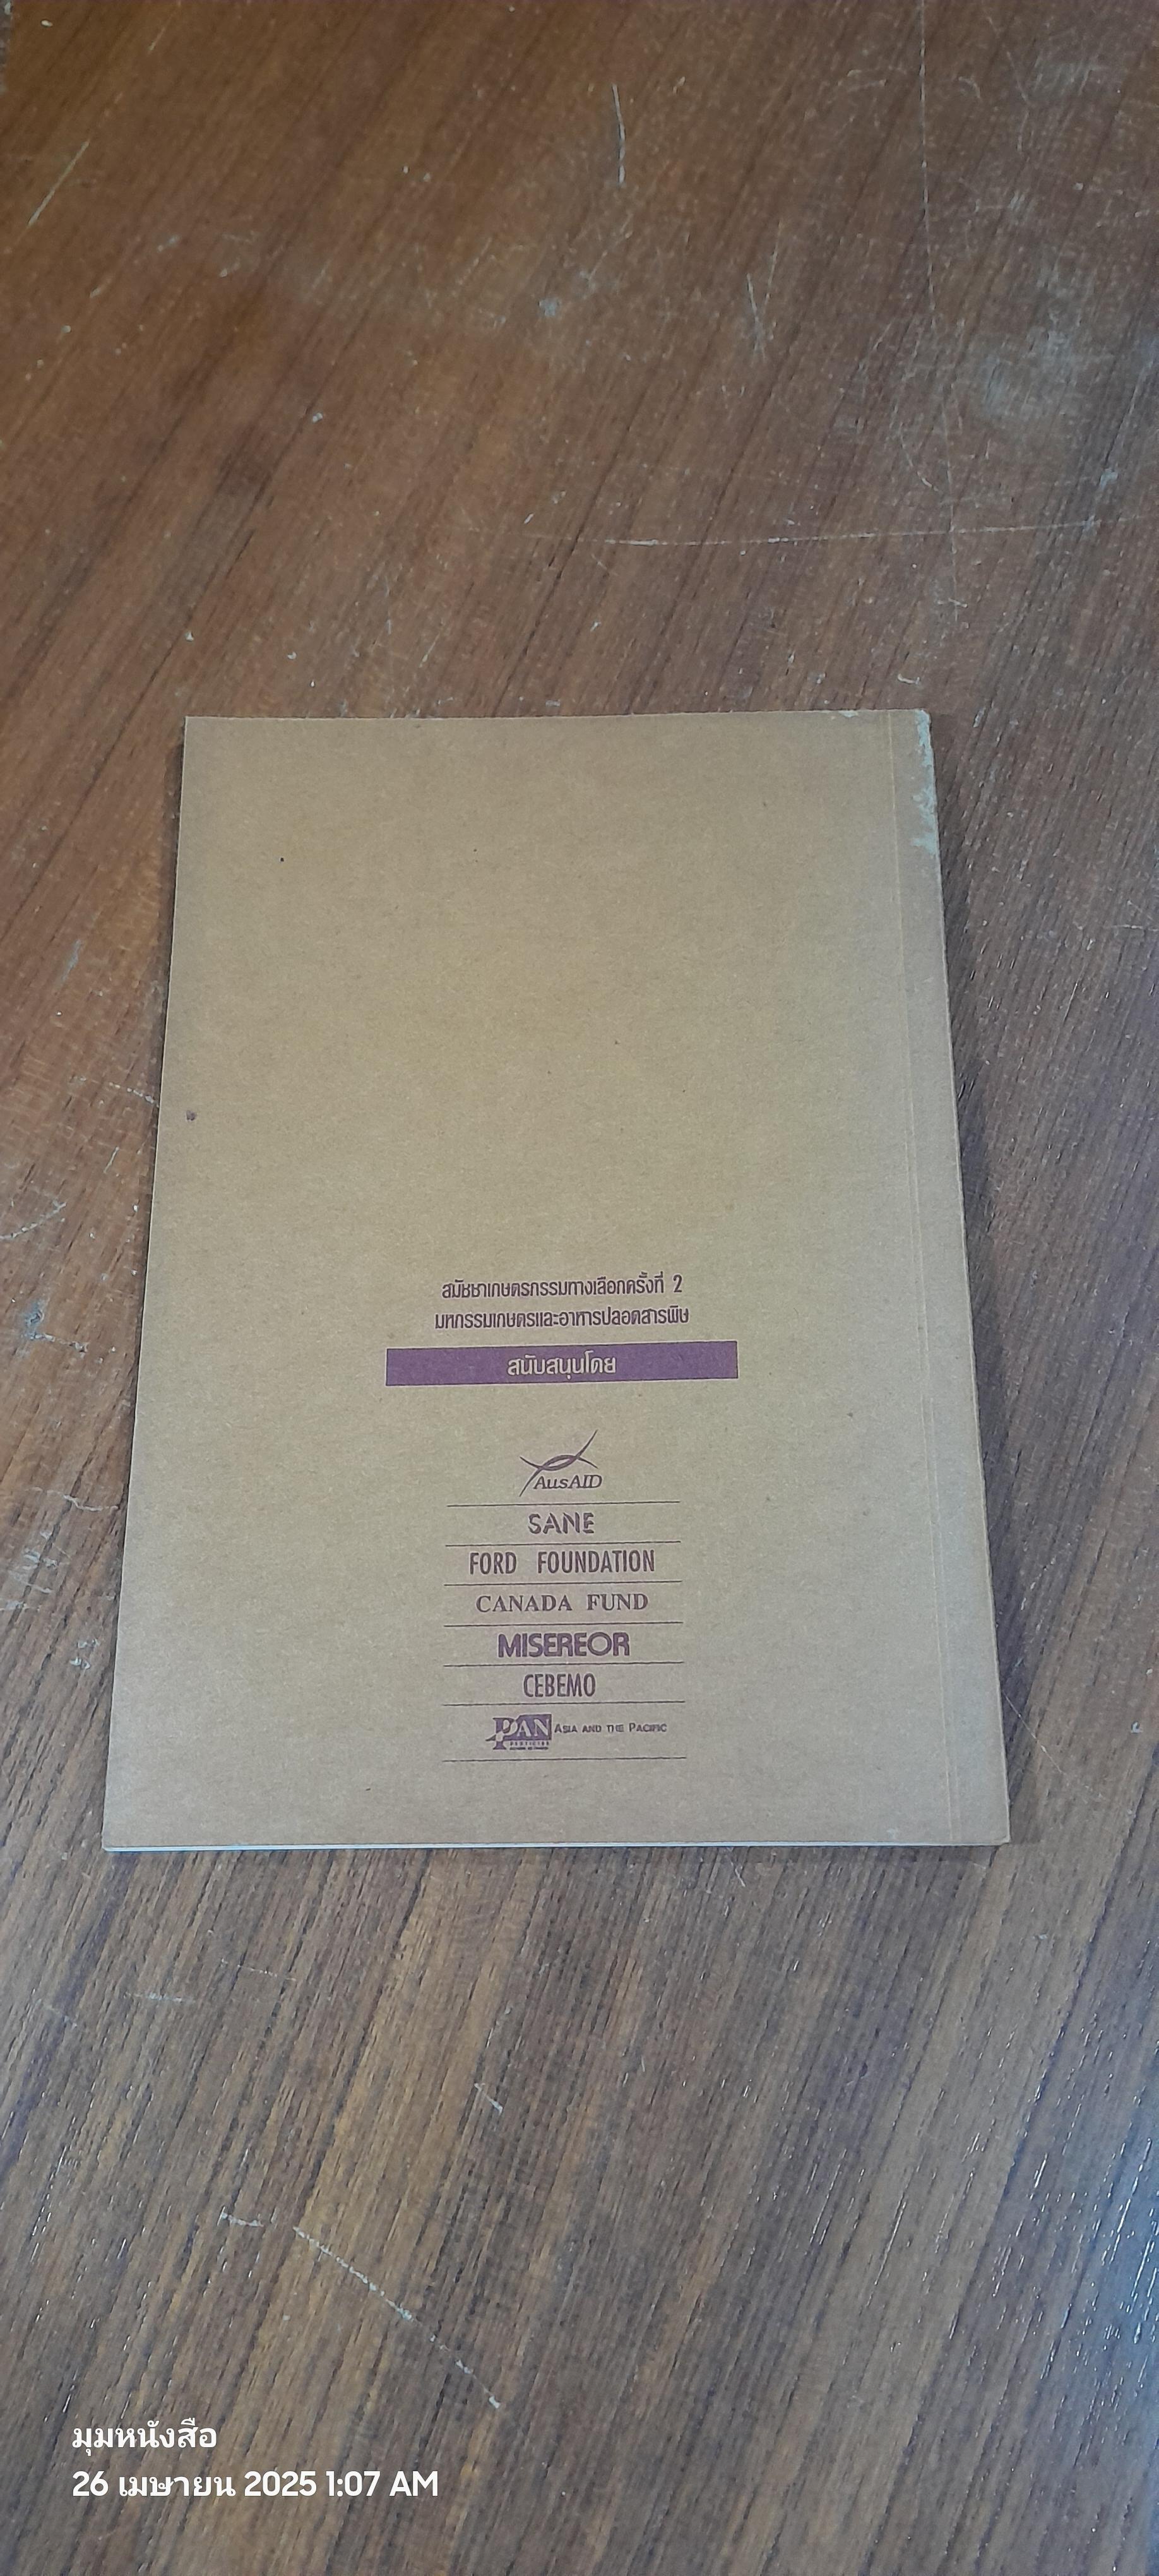 สมัชชาเกษตรกรรมทางเลือกครั้งที่ 2
มหกรรมเกษตรและอาหารปลอดสารพิษ
สนับสนุนโดย
AusAID
SANE
FORD FOUNDATION
CANADA FUND
MISEREOR
CEBEMO
PAN ASIA AND THE PACIFIC
มุมหนังสือ
26 เมษายน 2025 1:07 AM